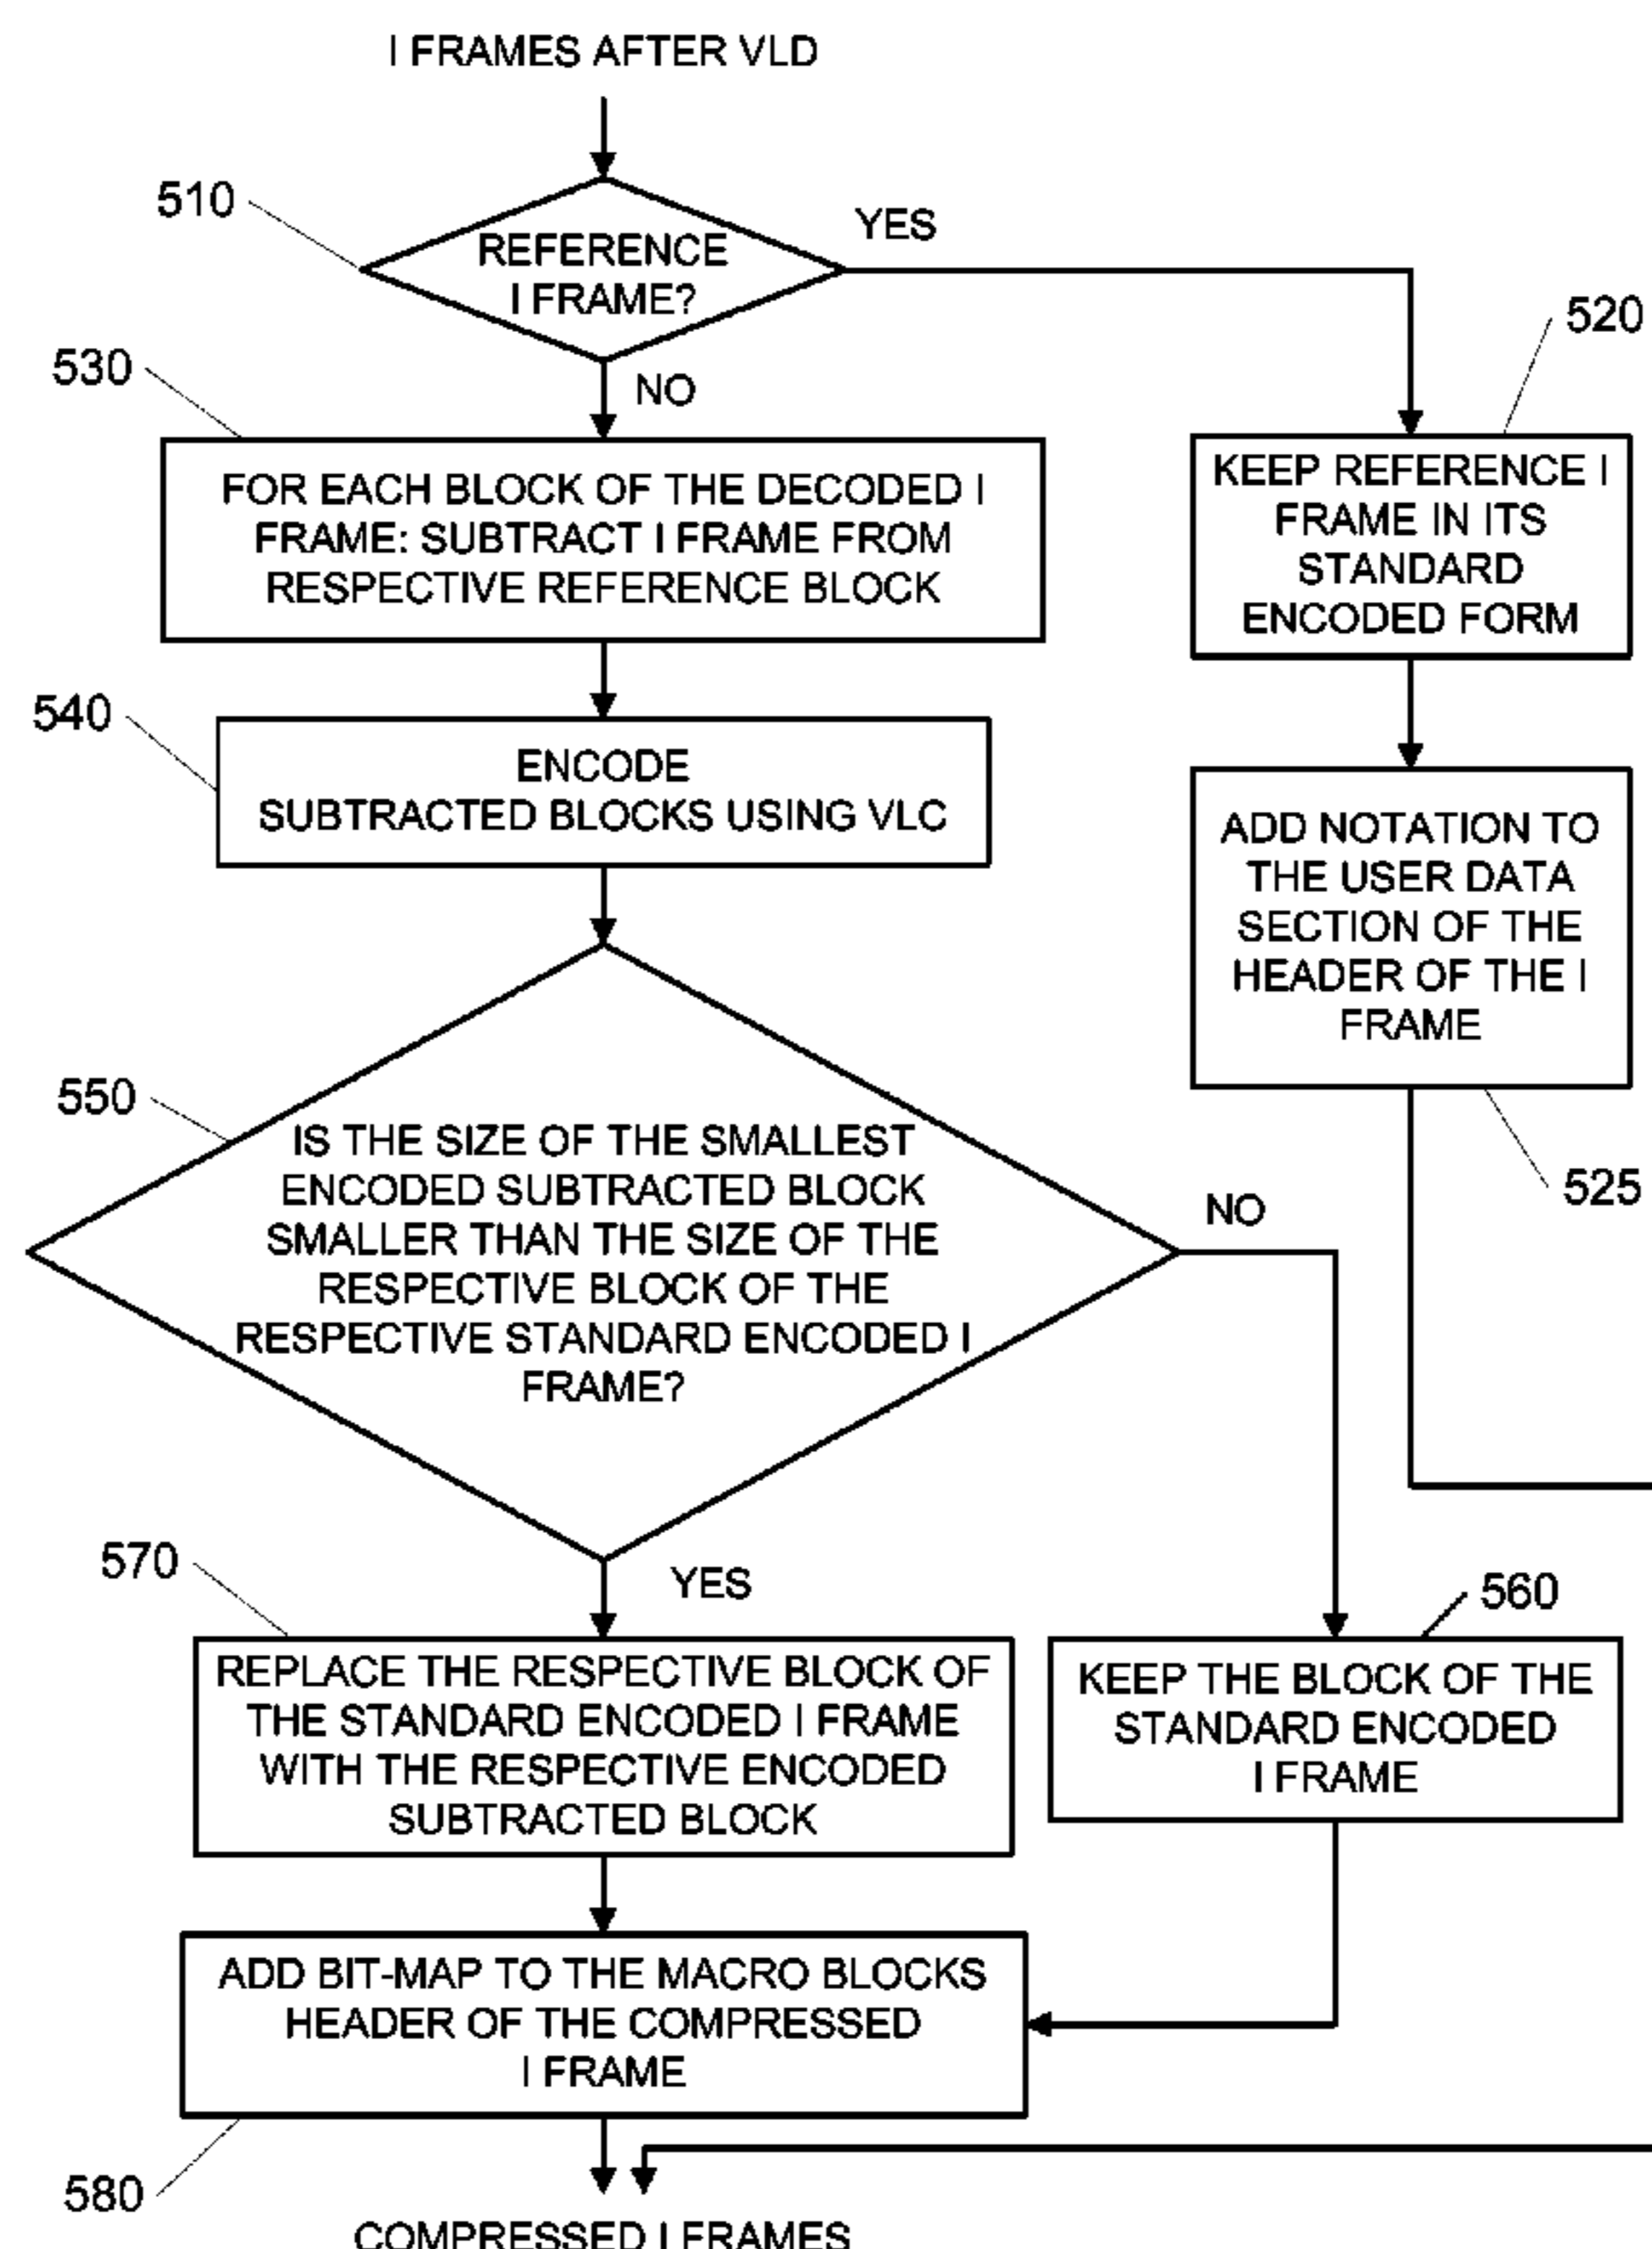 I FRAMES AFTER VLD
510
REFERENCE
I FRAME?
YES
NO
520
KEEP REFERENCE I
FRAME IN ITS
STANDARD
ENCODED FORM
530
FOR EACH BLOCK OF THE DECODED I
FRAME: SUBTRACT I FRAME FROM
RESPECTIVE REFERENCE BLOCK
540
ENCODE
SUBTRACTED BLOCKS USING VLC
ADD NOTATION TO
THE USER DATA
SECTION OF THE
HEADER OF THE I
FRAME
525
550
IS THE SIZE OF THE SMALLEST
ENCODED SUBTRACTED BLOCK
SMALLER THAN THE SIZE OF THE
RESPECTIVE BLOCK OF THE
RESPECTIVE STANDARD ENCODED I
FRAME?
NO
YES
570
REPLACE THE RESPECTIVE BLOCK OF
THE STANDARD ENCODED I FRAME
WITH THE RESPECTIVE ENCODED
SUBTRACTED BLOCK
560
KEEP THE BLOCK OF THE
STANDARD ENCODED
I FRAME
ADD BIT-MAP TO THE MACRO BLOCKS
HEADER OF THE COMPRESSED
I FRAME
580
COMPRESSED I FRAMES